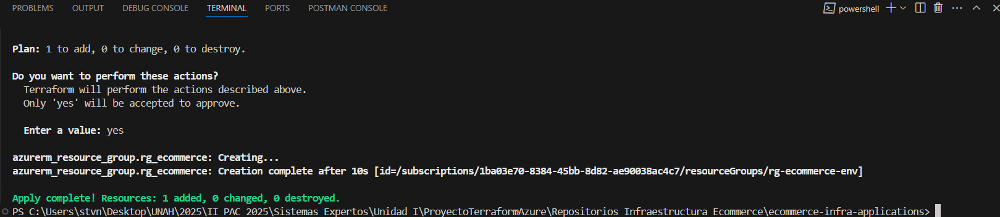 PROBLEMS OUTPUT DEBUG CONSOLE TERMINAL PORTS POSTMAN CONSOLE powershell
Plan: 1 to add, 0 to change, 0 to destroy.
Do you want to perform these actions?
Terraform will perform the actions described above.
Only 'yes' will be accepted to approve.
Enter a value: yes
azurerm_resource_group.rg_ecommerce: Creating...
azurerm_resource_group.rg_ecommerce: Creation complete after 10s [id=/subscriptions/1ba03e70-8384-45bb-8d82-ae90038ac4c7/resourceGroups/rg-ecommerce-env]
Apply complete! Resources: 1 added, 0 changed, 0 destroyed.
PS C:\Users\stvn\Desktop\UNAH\2025\II PAC 2025\Sistemas Expertos\Unidad I\ProyectoTerraformAzure\Repositorios Infraestructura Ecommerce\ecommerce-infra-applications>